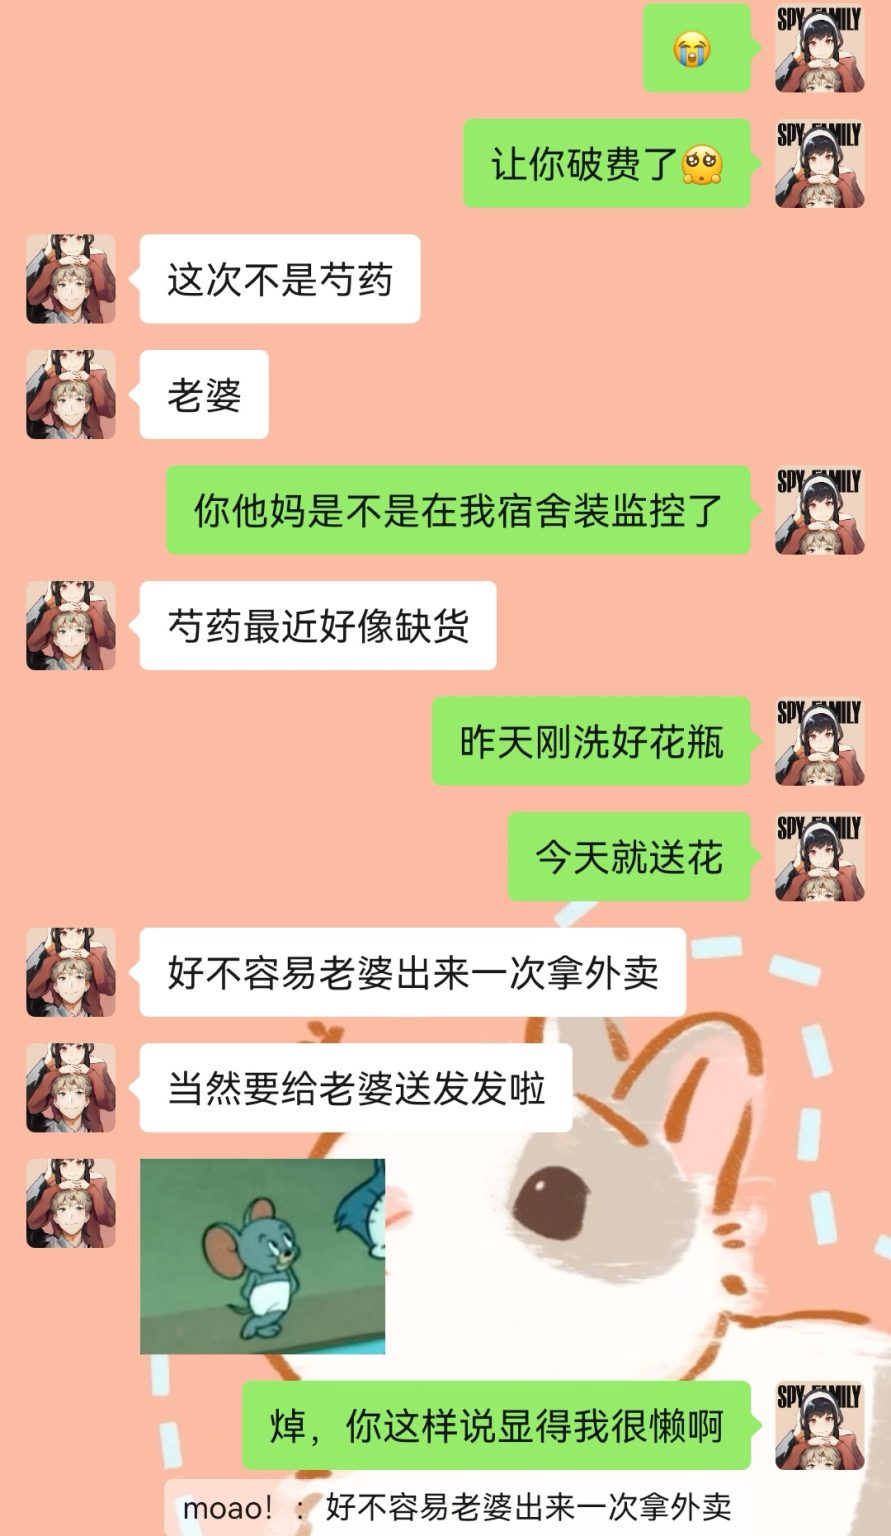 😭
让你破费了🥺
这次不是芍药
老婆
你他妈是不是在我宿舍装监控了
芍药最近好像缺货
昨天刚洗好花瓶
今天就送花
好不容易老婆出来一次拿外卖
当然要给老婆送发发啦
焯，你这样说显得我很懒啊
moao! ：好不容易老婆出来一次拿外卖